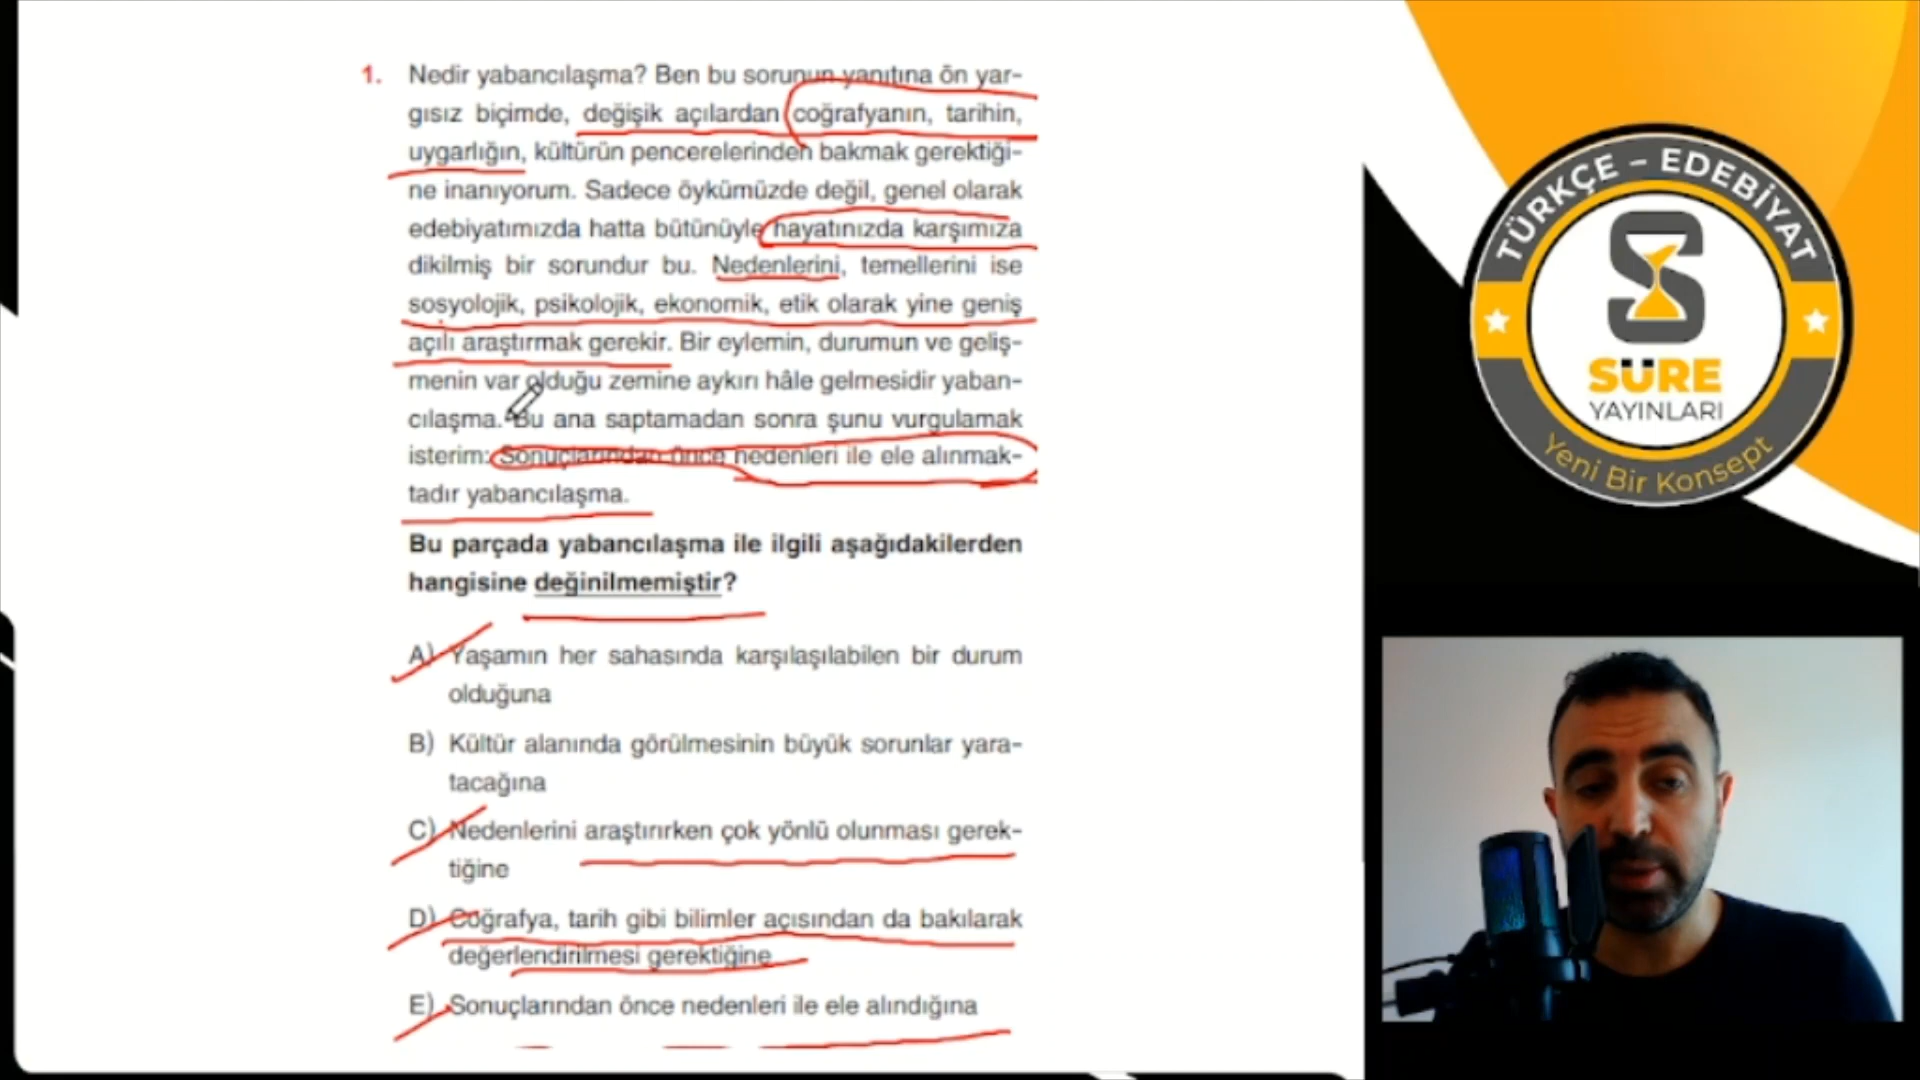 1. Nedir yabancılaşma? Ben bu sorunun yanıtına ön yar-
gısız biçimde, değişik açılardan coğrafyanın, tarihin,
uygarlığın, kültürün pencerelerinden bakmak gerektiği-
ne inanıyorum. Sadece öykümüzde değil, genel olarak
edebiyatımızda hatta bütünüyle hayatınızda karşımıza
dikilmiş bir sorundur bu. Nedenlerini, temellerini ise
sosyolojik, psikolojik, ekonomik, etik olarak yine geniş
açılı araştırmak gerekir. Bir eylemin, durumun ve geliş-
menin var olduğu zemine aykırı hâle gelmesidir yaban-
cılaşma. Bu ana saptamadan sonra şunu vurgulamak
isterim: Sonuçlarından önce nedenleri ile ele alınmak-
tadır yabancılaşma.
Bu parçada yabancılaşma ile ilgili aşağıdakilerden
hangisine değinilmemiştir?
A) Yaşamın her sahasında karşılaşılabilen bir durum
olduğuna
B) Kültür alanında görülmesinin büyük sorunlar yara-
tacağına
C) Nedenlerini araştırırken çok yönlü olunması gerek-
tiğine
D) Coğrafya, tarih gibi bilimler açısından da bakılarak
değerlendirilmesi gerektiğine
E) Sonuçlarından önce nedenleri ile ele alındığına
TÜRKÇE – EDEBİYAT
S
SÜRE
YAYINLARI
Yeni Bir Konsept